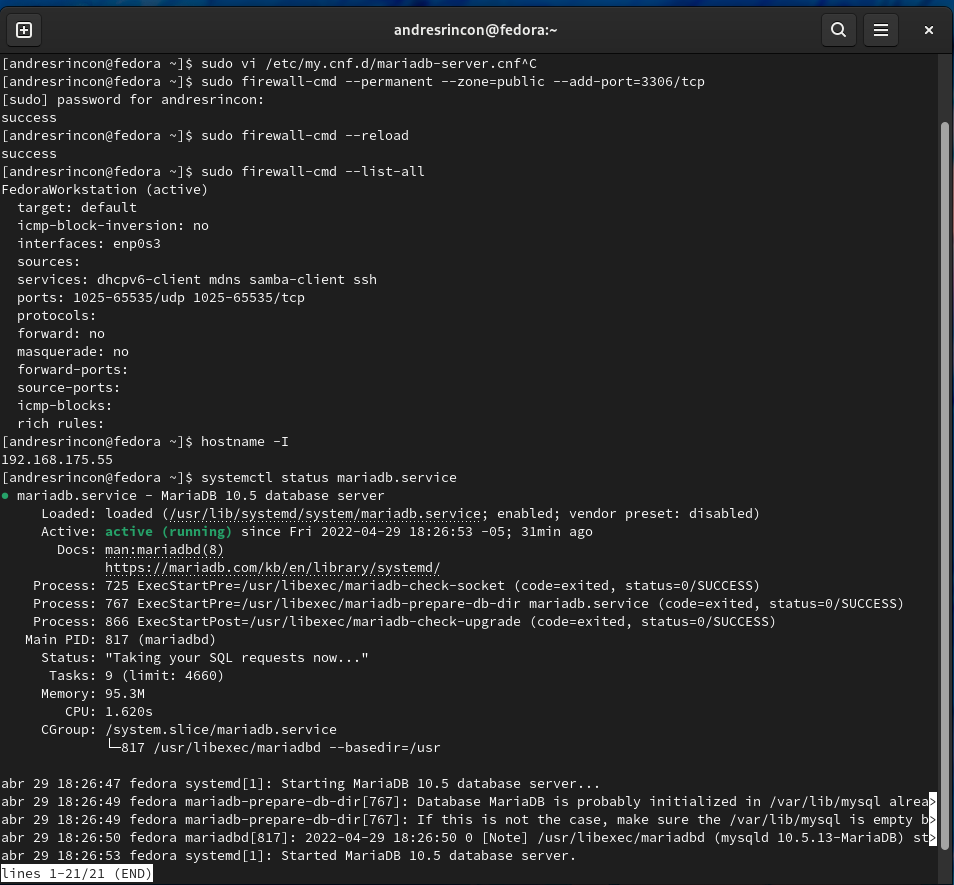 andresrincon@fedora:~
[andresrincon@fedora ~]$ sudo vi /etc/my.cnf.d/mariadb-server.cnf^C
[andresrincon@fedora ~]$ sudo firewall-cmd --permanent --zone=public --add-port=3306/tcp
[sudo] password for andresrincon:
success
[andresrincon@fedora ~]$ sudo firewall-cmd --reload
success
[andresrincon@fedora ~]$ sudo firewall-cmd --list-all
FedoraWorkstation (active)
  target: default
  icmp-block-inversion: no
  interfaces: enp0s3
  sources:
  services: dhcpv6-client mdns samba-client ssh
  ports: 1025-65535/udp 1025-65535/tcp
  protocols:
  forward: no
  masquerade: no
  forward-ports:
  source-ports:
  icmp-blocks:
  rich rules:
[andresrincon@fedora ~]$ hostname -I
192.168.175.55
[andresrincon@fedora ~]$ systemctl status mariadb.service
● mariadb.service - MariaDB 10.5 database server
     Loaded: loaded (/usr/lib/systemd/system/mariadb.service; enabled; vendor preset: disabled)
     Active: active (running) since Fri 2022-04-29 18:26:53 -05; 31min ago
       Docs: man:mariadbd(8)
             https://mariadb.com/kb/en/library/systemd/
    Process: 725 ExecStartPre=/usr/libexec/mariadb-check-socket (code=exited, status=0/SUCCESS)
    Process: 767 ExecStartPre=/usr/libexec/mariadb-prepare-db-dir mariadb.service (code=exited, status=0/SUCCESS)
    Process: 866 ExecStartPost=/usr/libexec/mariadb-check-upgrade (code=exited, status=0/SUCCESS)
   Main PID: 817 (mariadbd)
     Status: "Taking your SQL requests now..."
      Tasks: 9 (limit: 4660)
     Memory: 95.3M
        CPU: 1.620s
     CGroup: /system.slice/mariadb.service
             └─817 /usr/libexec/mariadbd --basedir=/usr
abr 29 18:26:47 fedora systemd[1]: Starting MariaDB 10.5 database server...
abr 29 18:26:49 fedora mariadb-prepare-db-dir[767]: Database MariaDB is probably initialized in /var/lib/mysql alrea>
abr 29 18:26:49 fedora mariadb-prepare-db-dir[767]: If this is not the case, make sure the /var/lib/mysql is empty b>
abr 29 18:26:50 fedora mariadbd[817]: 2022-04-29 18:26:50 0 [Note] /usr/libexec/mariadbd (mysqld 10.5.13-MariaDB) st>
abr 29 18:26:53 fedora systemd[1]: Started MariaDB 10.5 database server.
lines 1-21/21 (END)